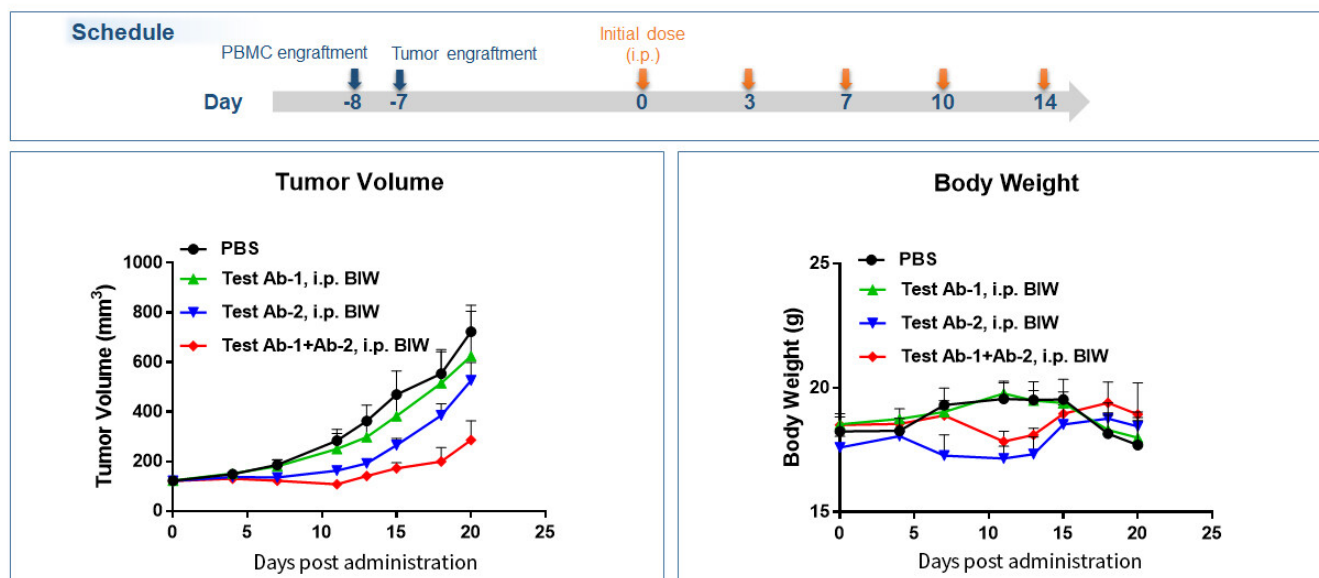 Schedule
Initial dose
(i.p.)
PBMC engraftment
Tumor engraftment
Day
-8
-7
0
3
7
10
14
Tumor Volume
PBS
Test Ab-1, i.p. BIW
Test Ab-2, i.p. BIW
Test Ab-1+Ab-2, i.p. BIW
Tumor Volume (mm³)
1000
800
600
400
200
0
0 5 10 15 20 25
Days post administration
Body Weight
PBS
Test Ab-1, i.p. BIW
Test Ab-2, i.p. BIW
Test Ab-1+Ab-2, i.p. BIW
Body Weight (g)
25
20
15
0 5 10 15 20 25
Days post administration